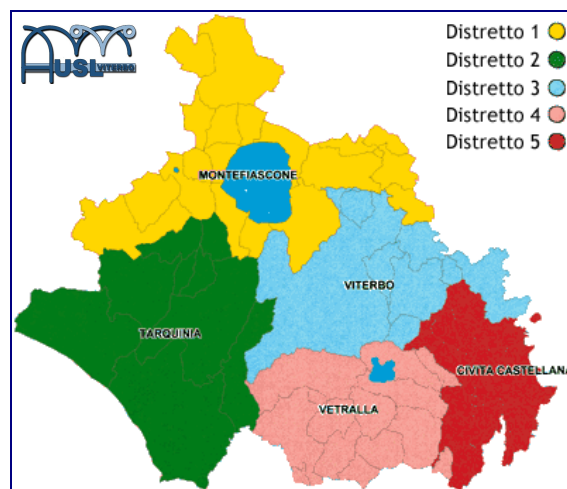 AUSL VITERBO
Distretto 1
Distretto 2
Distretto 3
Distretto 4
Distretto 5
MONTEFIASCONE
VITERBO
TARQUINIA
CIVITA CASTELLANA
VETRALLA